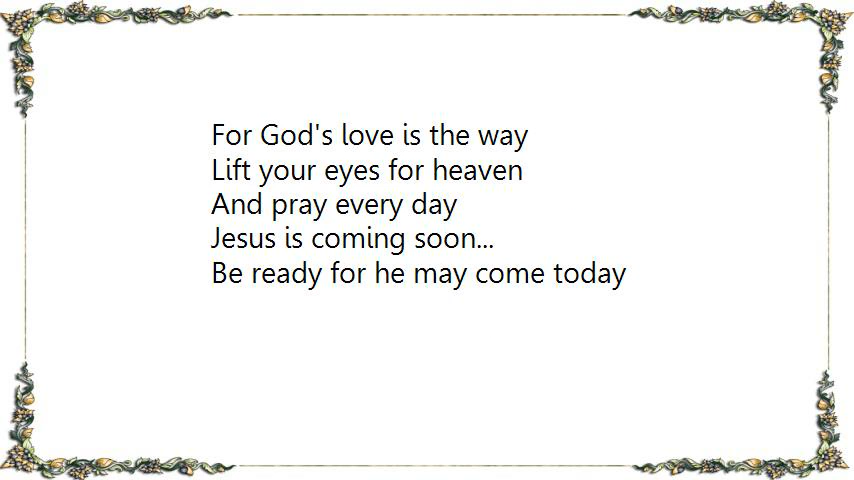 For God's love is the way
Lift your eyes for heaven
And pray every day
Jesus is coming soon...
Be ready for he may come today